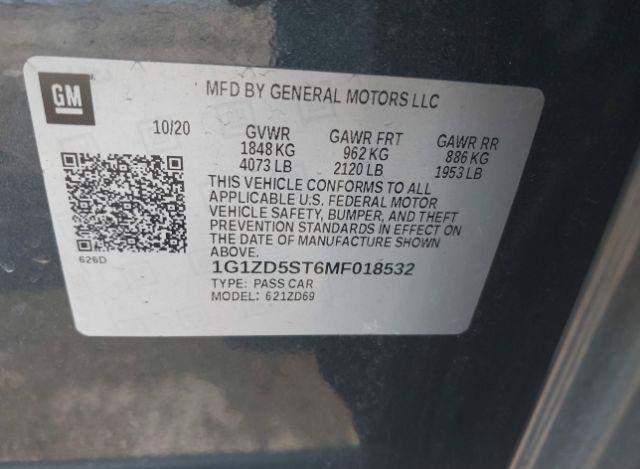 GM
MFD BY GENERAL MOTORS LLC
10/20 GVWR GAWR FRT GAWR RR
1848 KG 962 KG 886 KG
4073 LB 2120 LB 1953 LB
THIS VEHICLE CONFORMS TO ALL
APPLICABLE U.S. FEDERAL MOTOR
VEHICLE SAFETY, BUMPER, AND THEFT
PREVENTION STANDARDS IN EFFECT ON
THE DATE OF MANUFACTURE SHOWN
ABOVE.
626D
1G1ZD5ST6MF018532
TYPE: PASS CAR
MODEL: 621ZD69